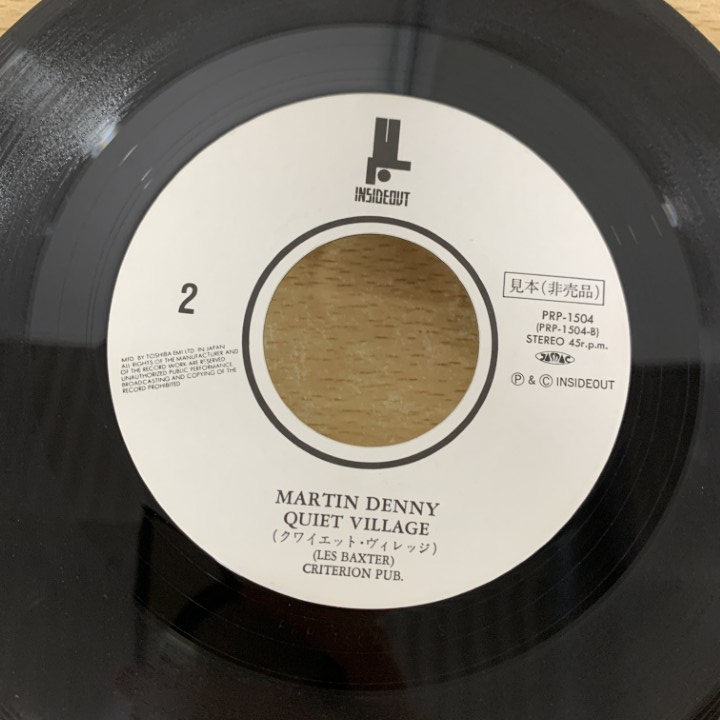 INSIDEOUT
2
見本(非売品)
PRP-1504
(PRP-1504-B)
STEREO 45r.p.m.
JASRAC
Ⓟ & Ⓒ INSIDEOUT
MFD. BY TOSHIBA EMI LTD. IN JAPAN
ALL RIGHTS OF THE MANUFACTURER AND
OF THE RECORD WORK ARE RESERVED
UNAUTHORIZED PUBLIC PERFORMANCE
BROADCASTING AND COPYING OF THE
RECORD PROHIBITED
MARTIN DENNY
QUIET VILLAGE
(クワイエット・ヴィレッジ)
(LES BAXTER)
CRITERION PUB.